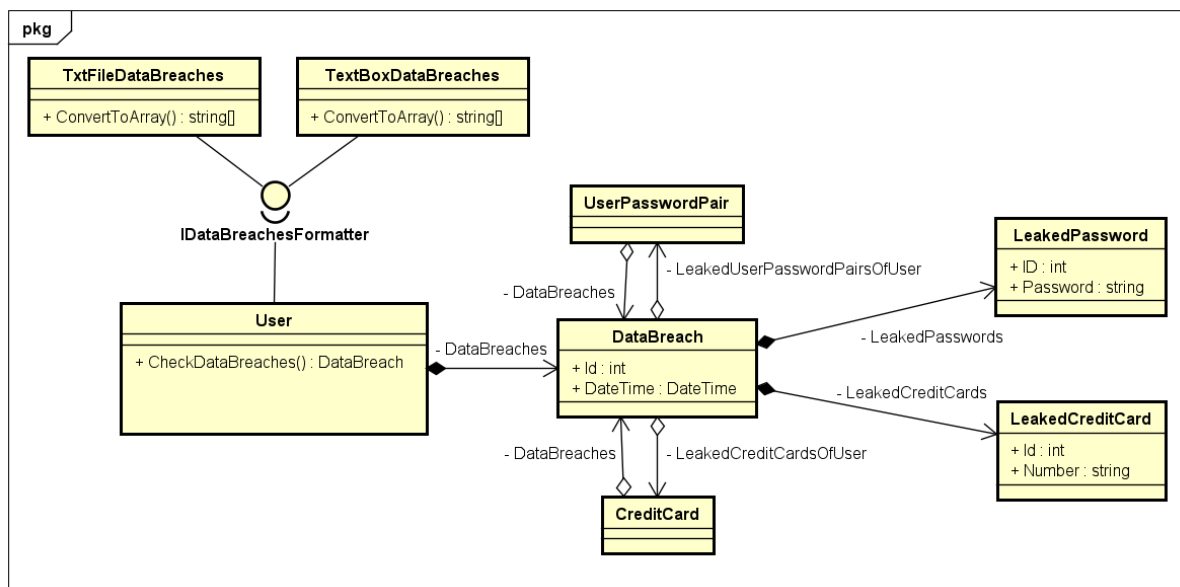 pkg
TxtFileDataBreaches
+ ConvertToArray() : string[]
TextBoxDataBreaches
+ ConvertToArray() : string[]
IDataBreachesFormatter
User
+ CheckDataBreaches() : DataBreach
- DataBreaches
UserPasswordPair
- LeakedUserPasswordPairsOfUser
- DataBreaches
DataBreach
+ Id : int
+ DateTime : DateTime
- DataBreaches
- LeakedCreditCardsOfUser
CreditCard
LeakedPassword
+ ID : int
+ Password : string
- LeakedPasswords
- LeakedCreditCards
LeakedCreditCard
+ Id : int
+ Number : string